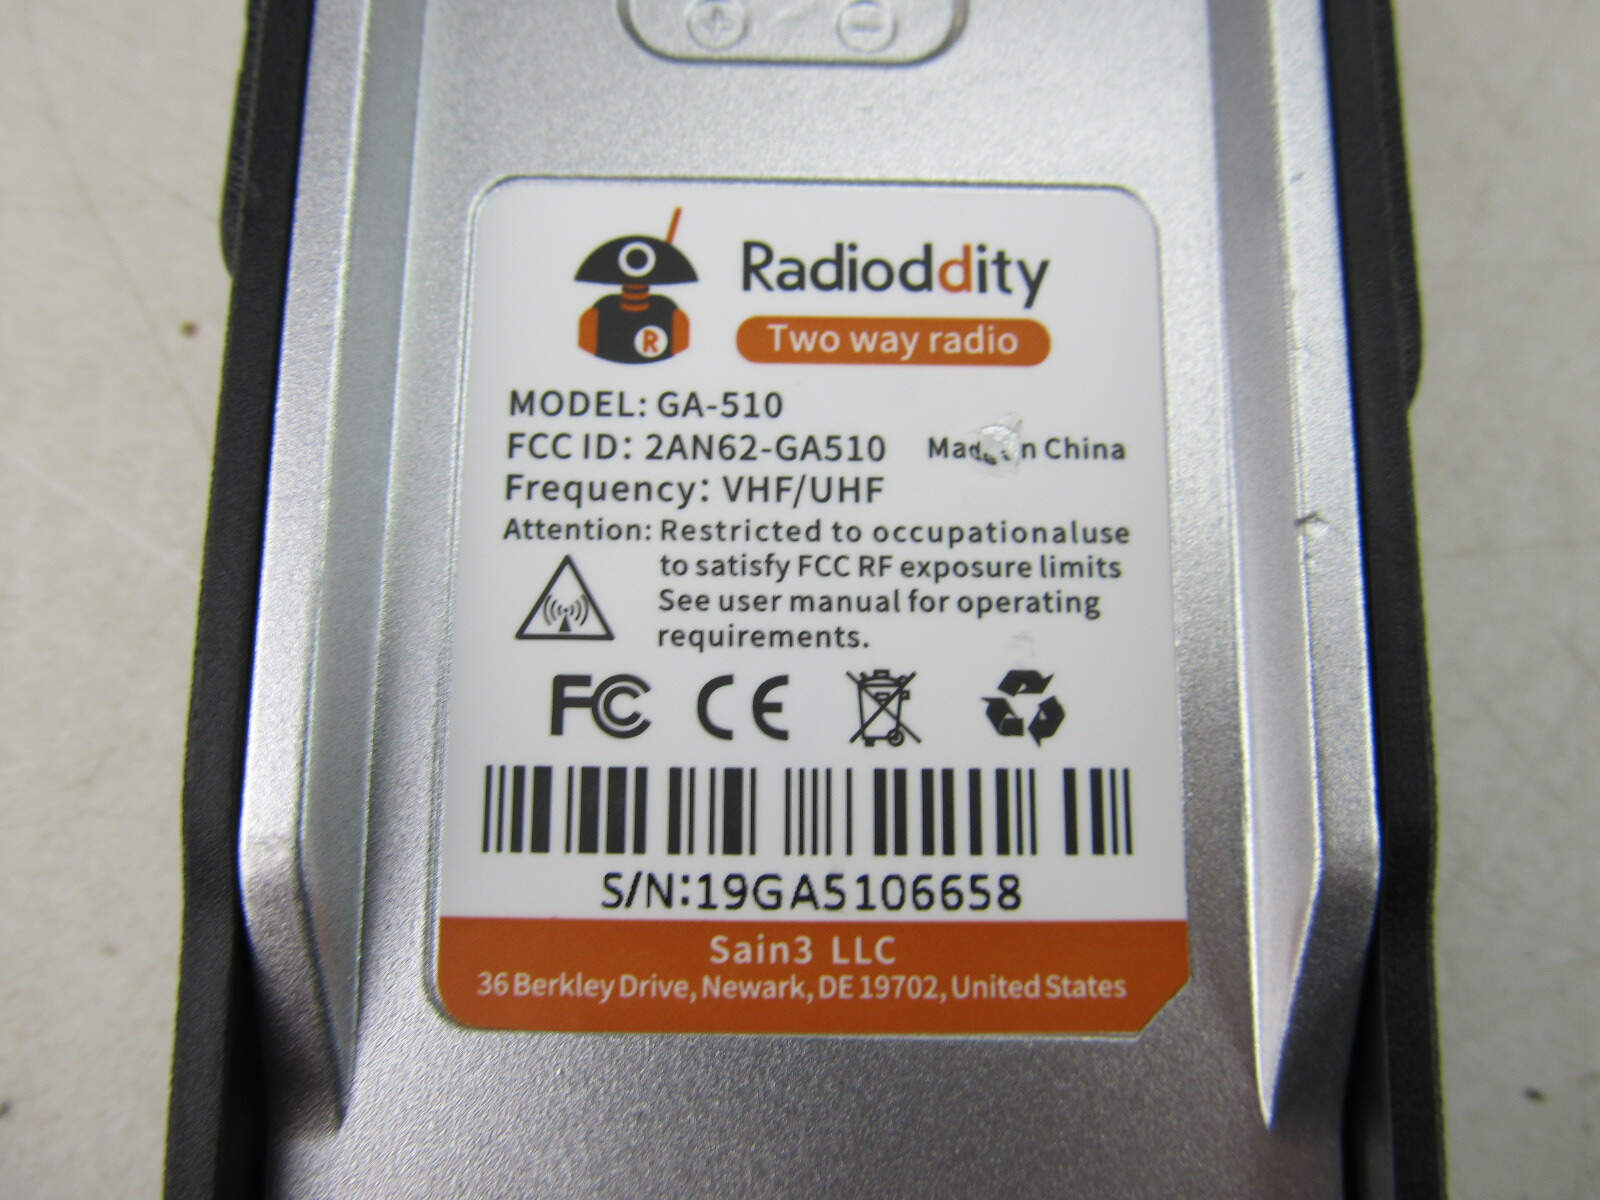 Radioddity
Two way radio
R
MODEL: GA-510
FCC ID: 2AN62-GA510
Made in China
Frequency: VHF/UHF
Attention: Restricted to occupationaluse
to satisfy FCC RF exposure limits
See user manual for operating
requirements.
FC CE
S/N:19GA5106658
Sain3 LLC
36 Berkley Drive, Newark, DE 19702, United States